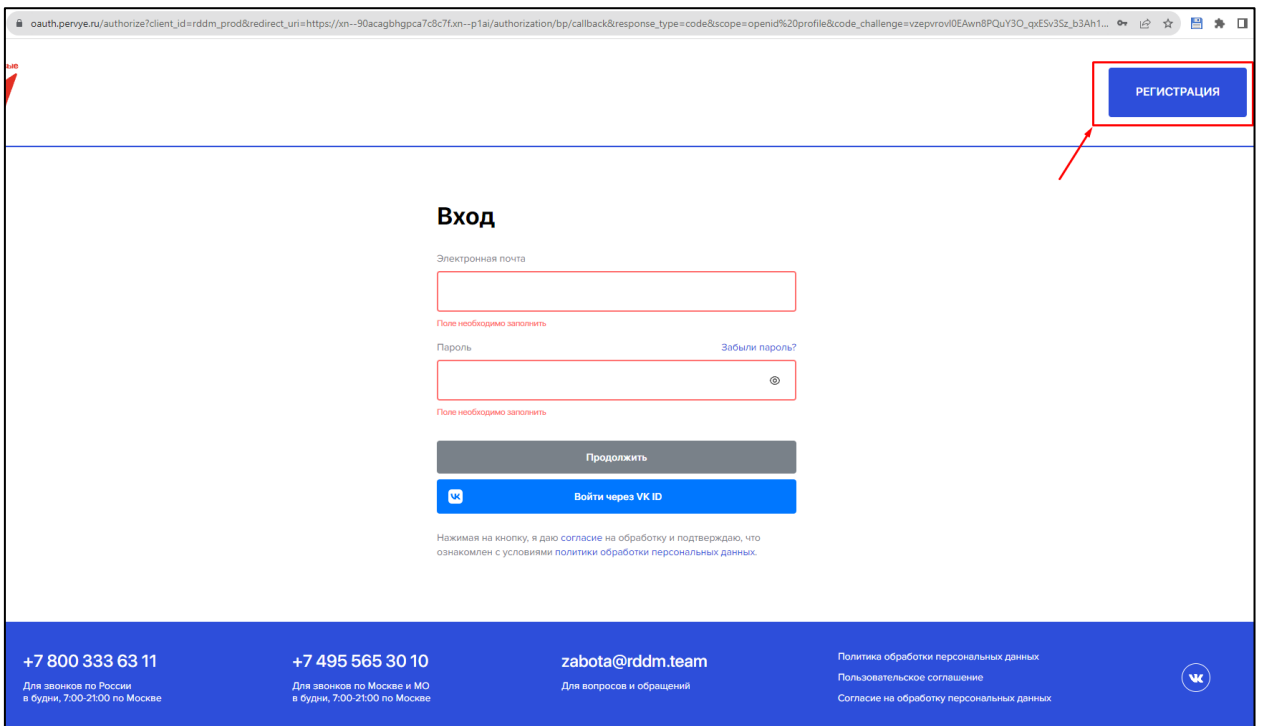 oauth.pervye.ru/authorize?client_id=rddm_prod&redirect_uri=https://xn--90acagbhgpca7c8c7f.xn--p1ai/authorization/bp/callback&response_type=code&scope=openid%20profile&code_challenge=vzepvrovl0EAwn8PQuY3O_qxESv3Sz_b3Ah1...
ые
РЕГИСТРАЦИЯ
Вход
Электронная почта
Поле необходимо заполнить
Пароль Забыли пароль?
Поле необходимо заполнить
Продолжить
Войти через VK ID
Нажимая на кнопку, я даю согласие на обработку и подтверждаю, что
ознакомлен с условиями политики обработки персональных данных.
+7 800 333 63 11
Для звонков по России
в будни, 7:00-21:00 по Москве
+7 495 565 30 10
Для звонков по Москве и МО
в будни, 7:00-21:00 по Москве
zabota@rddm.team
Для вопросов и обращений
Политика обработки персональных данных
Пользовательское соглашение
Согласие на обработку персональных данных